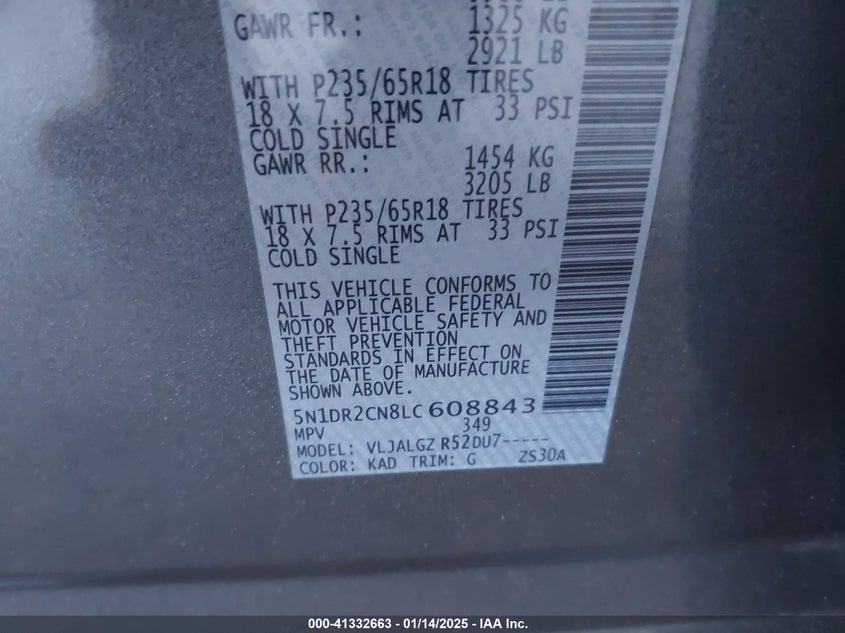 GAWR FR.: 1325 KG
2921 LB
WITH P235/65R18 TIRES
18 X 7.5 RIMS AT 33 PSI
COLD SINGLE
GAWR RR.: 1454 KG
3205 LB
WITH P235/65R18 TIRES
18 X 7.5 RIMS AT 33 PSI
COLD SINGLE
THIS VEHICLE CONFORMS TO
ALL APPLICABLE FEDERAL
MOTOR VEHICLE SAFETY AND
THEFT PREVENTION
STANDARDS IN EFFECT ON
THE DATE OF MANUFACTURE
SHOWN ABOVE.
5N1DR2CN8LC608843
MPV 349
MODEL: VLJALGZ R52DU7-----
COLOR: KAD TRIM: G ZS30A
000-41332663 - 01/14/2025 - IAA Inc.